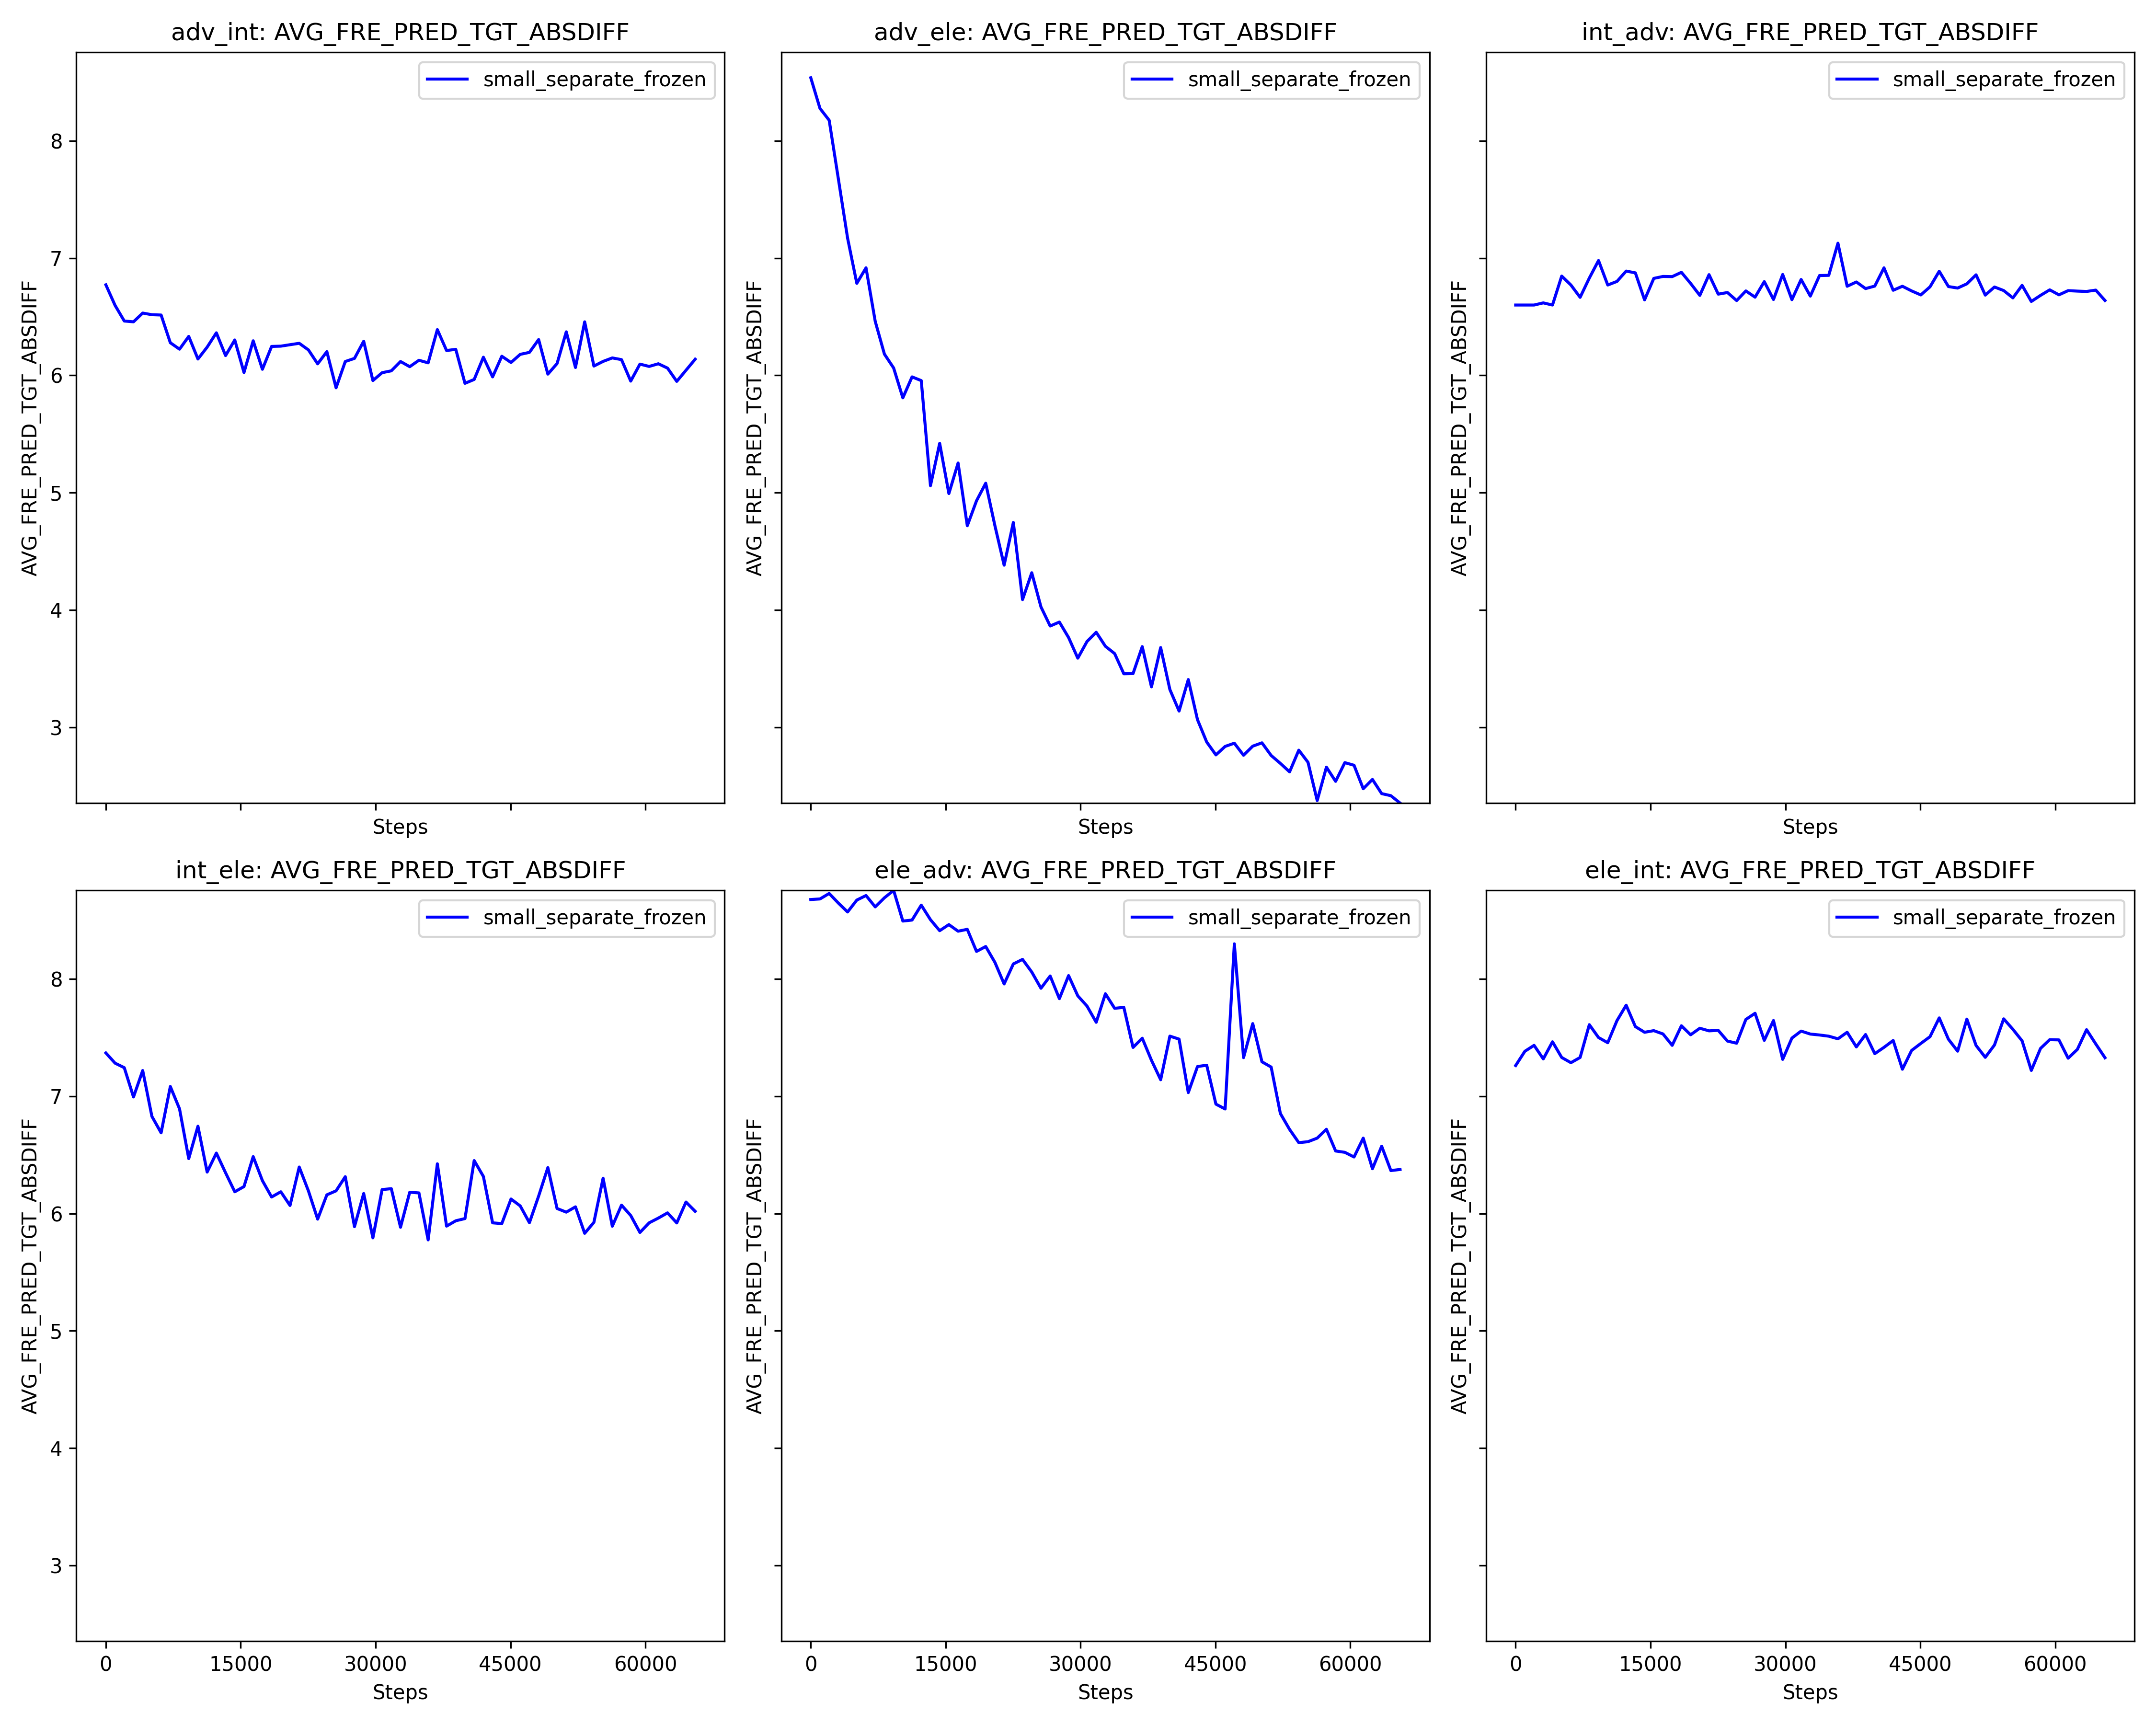 adv_int: AVG_FRE_PRED_TGT_ABSDIFF
small_separate_frozen
8
7
6
5
4
3
AVG_FRE_PRED_TGT_ABSDIFF
Steps
adv_ele: AVG_FRE_PRED_TGT_ABSDIFF
small_separate_frozen
AVG_FRE_PRED_TGT_ABSDIFF
Steps
int_adv: AVG_FRE_PRED_TGT_ABSDIFF
small_separate_frozen
AVG_FRE_PRED_TGT_ABSDIFF
Steps
int_ele: AVG_FRE_PRED_TGT_ABSDIFF
small_separate_frozen
8
7
6
5
4
3
AVG_FRE_PRED_TGT_ABSDIFF
0 15000 30000 45000 60000
Steps
ele_adv: AVG_FRE_PRED_TGT_ABSDIFF
small_separate_frozen
AVG_FRE_PRED_TGT_ABSDIFF
0 15000 30000 45000 60000
Steps
ele_int: AVG_FRE_PRED_TGT_ABSDIFF
small_separate_frozen
AVG_FRE_PRED_TGT_ABSDIFF
0 15000 30000 45000 60000
Steps